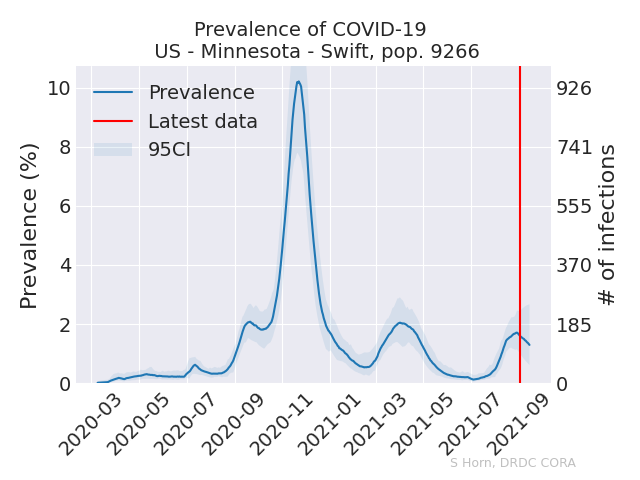 Prevalence of COVID-19
US - Minnesota - Swift, pop. 9266
Prevalence
Latest data
95CI
Prevalence (%)
10
8
6
4
2
0
926
741
555
370
185
0
# of infections
2020-03
2020-05
2020-07
2020-09
2020-11
2021-01
2021-03
2021-05
2021-07
2021-09
S Horn, DRDC CORA